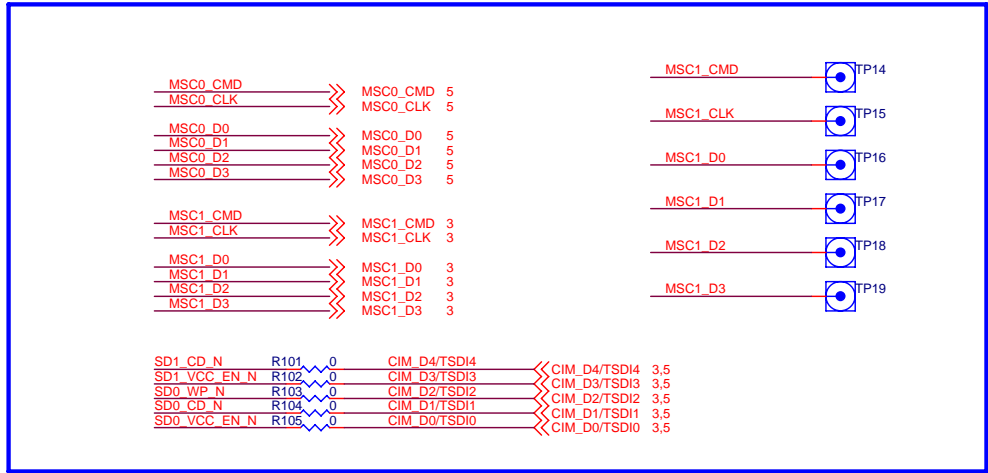 MSC0_CMD MSC0_CMD 5
MSC0_CLK MSC0_CLK 5
MSC0_D0 MSC0_D0 5
MSC0_D1 MSC0_D1 5
MSC0_D2 MSC0_D2 5
MSC0_D3 MSC0_D3 5
MSC1_CMD MSC1_CMD 3
MSC1_CLK MSC1_CLK 3
MSC1_D0 MSC1_D0 3
MSC1_D1 MSC1_D1 3
MSC1_D2 MSC1_D2 3
MSC1_D3 MSC1_D3 3
MSC1_CMD TP14
MSC1_CLK TP15
MSC1_D0 TP16
MSC1_D1 TP17
MSC1_D2 TP18
MSC1_D3 TP19
SD1_CD_N R101 0 CIM_D4/TSDI4 CIM_D4/TSDI4 3,5
SD1_VCC_EN_N R102 0 CIM_D3/TSDI3 CIM_D3/TSDI3 3,5
SD0_WP_N R103 0 CIM_D2/TSDI2 CIM_D2/TSDI2 3,5
SD0_CD_N R104 0 CIM_D1/TSDI1 CIM_D1/TSDI1 3,5
SD0_VCC_EN_N R105 0 CIM_D0/TSDI0 CIM_D0/TSDI0 3,5